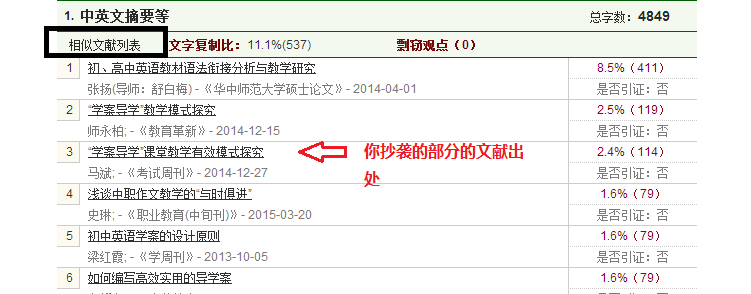 1. 中英文摘要等 总字数：4849
相似文献列表 文字复制比：11.1%(537) 剽窃观点（0）
1 初、高中英语教材语法衔接分析与教学研究 8.5%（411）
张扬(导师：舒白梅) -《华中师范大学硕士论文》- 2014-04-01 是否引证：否
2 “学案导学”教学模式探究 2.5%（119）
师永柏; -《教育革新》- 2014-12-15 是否引证：否
3 “学案导学”课堂教学有效模式探究 2.4%（114）
你抄袭的部分的文献出
处
马斌; -《考试周刊》- 2014-12-27 是否引证：否
4 浅谈中职作文教学的“与时俱进” 1.6%（79）
史琳; -《职业教育(中旬刊)》- 2015-03-20 是否引证：否
5 初中英语学案的设计原则 1.6%（79）
梁红霞; -《学周刊》- 2013-10-05 是否引证：否
6 如何编写高效实用的导学案 1.6%（79）